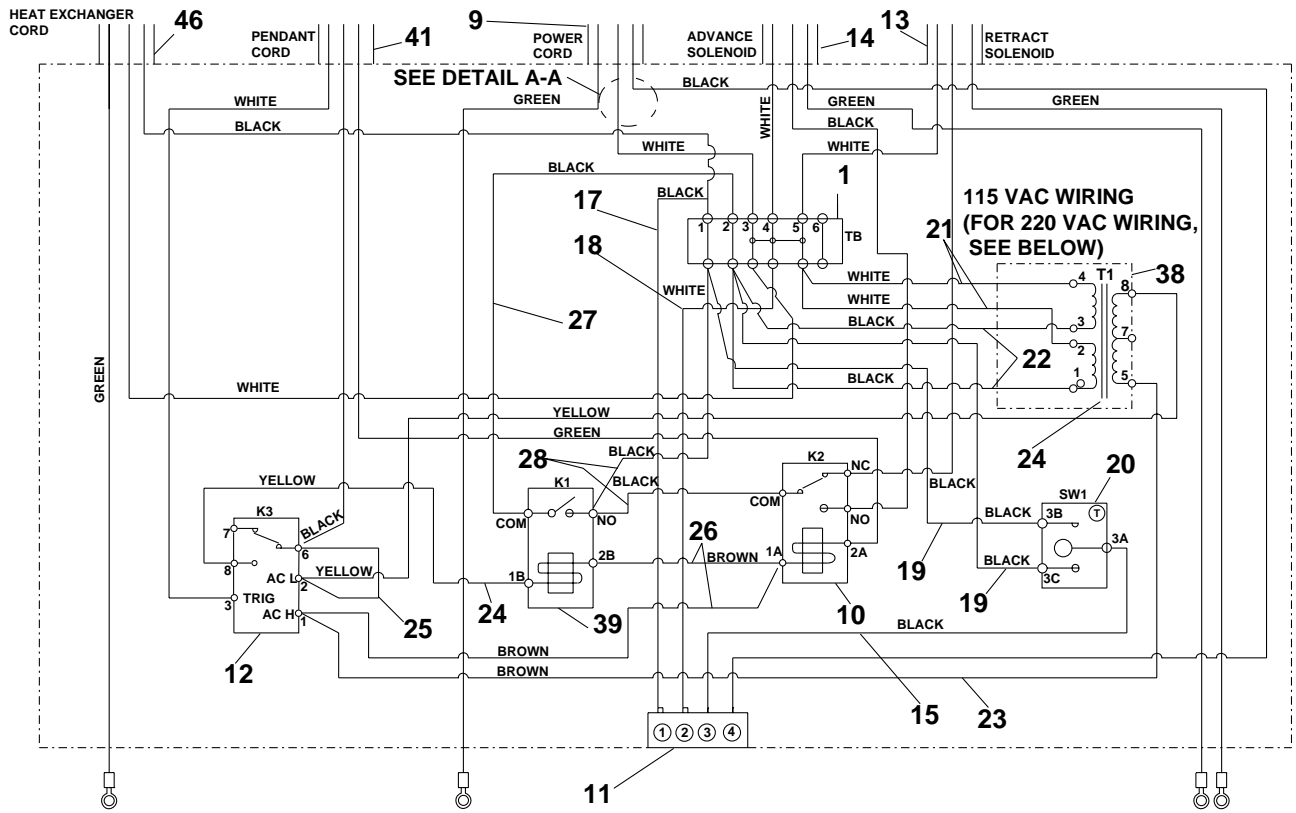 HEAT EXCHANGER
CORD
46
PENDANT
CORD
41
9
POWER
CORD
ADVANCE
SOLENOID
14
13
RETRACT
SOLENOID
SEE DETAIL A-A
BLACK
WHITE
GREEN
GREEN
GREEN
BLACK
BLACK
WHITE
WHITE
WHITE
BLACK
BLACK
17
1
115 VAC WIRING
(FOR 220 VAC WIRING,
SEE BELOW)
21
1 2 3 4 5 6
TB
18
WHITE
27
WHITE
WHITE
BLACK
22
BLACK
4
3
2
1
T1
8
7
5
38
24
GREEN
WHITE
YELLOW
GREEN
BLACK
28
BLACK
YELLOW
K1
COM
NO
2B
1B
K2
NC
COM
NO
1A
2A
26
BROWN
BLACK
BLACK
BLACK
19
19
SW1
20
T
3B
3A
3C
K3
7
6
8
AC L
2
TRIG
3
AC H
1
BLACK
YELLOW
25
24
39
10
12
BROWN
BROWN
BLACK
15
23
1 2 3 4
11